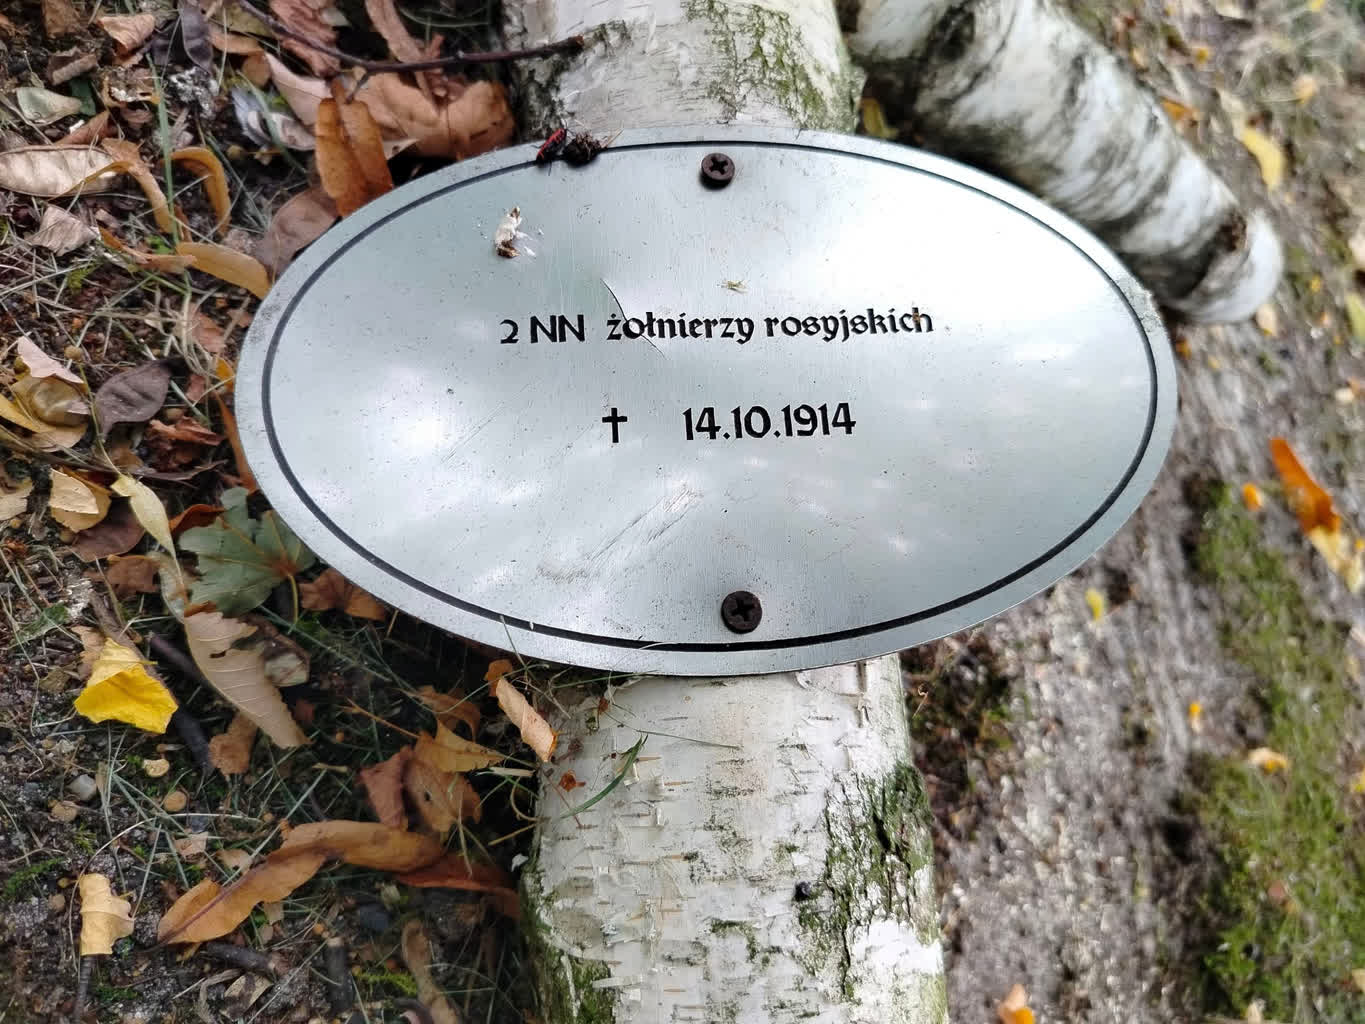 2 NN żołnierzy rosyjskich
† 14.10.1914